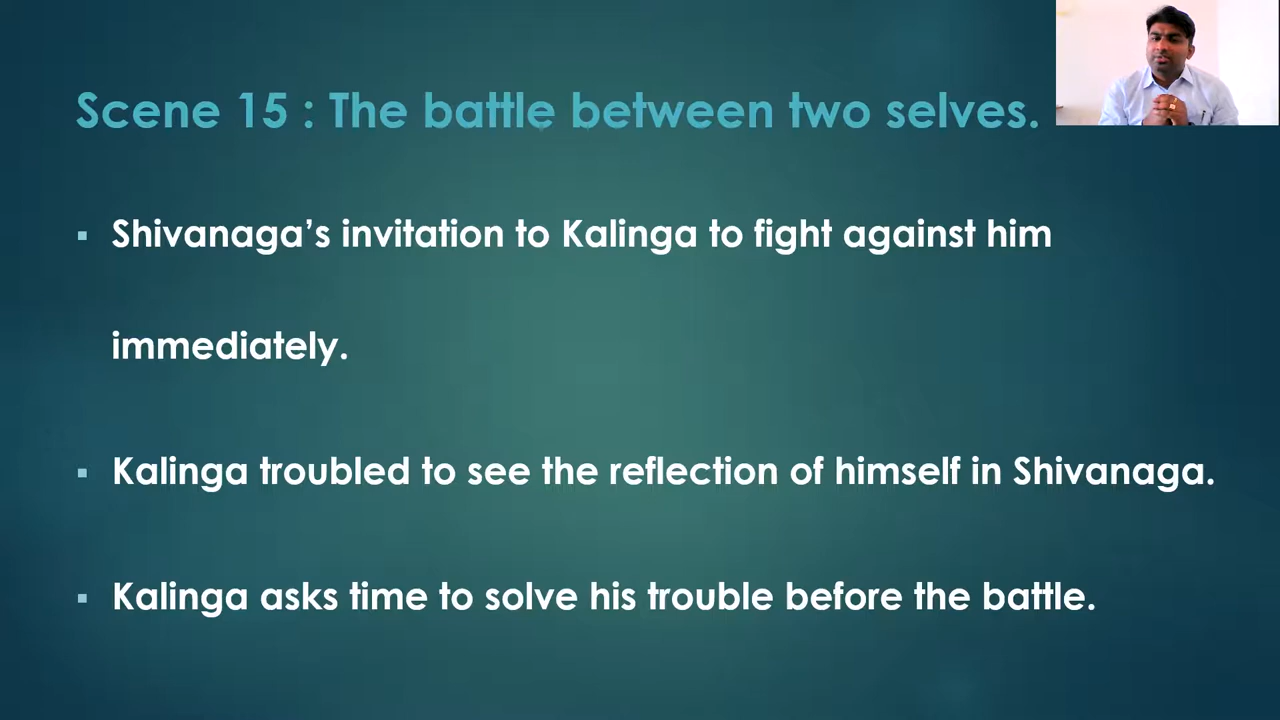 Scene 15 : The battle between two selves.
▪ Shivanaga’s invitation to Kalinga to fight against him
immediately.
▪ Kalinga troubled to see the reflection of himself in Shivanaga.
▪ Kalinga asks time to solve his trouble before the battle.